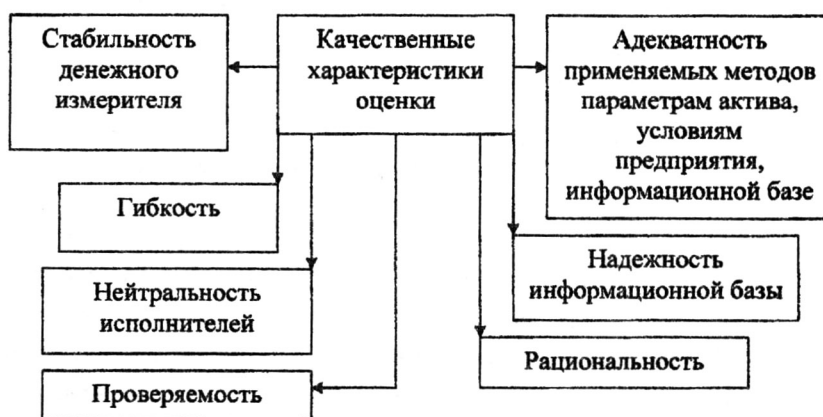 Стабильность
денежного
измерителя
Качественные
характеристики
оценки
Адекватность
применяемых методов
параметрам актива,
условиям
предприятия,
информационной базе
Гибкость
Надежность
информационной базы
Нейтральность
исполнителей
Рациональность
Проверяемость